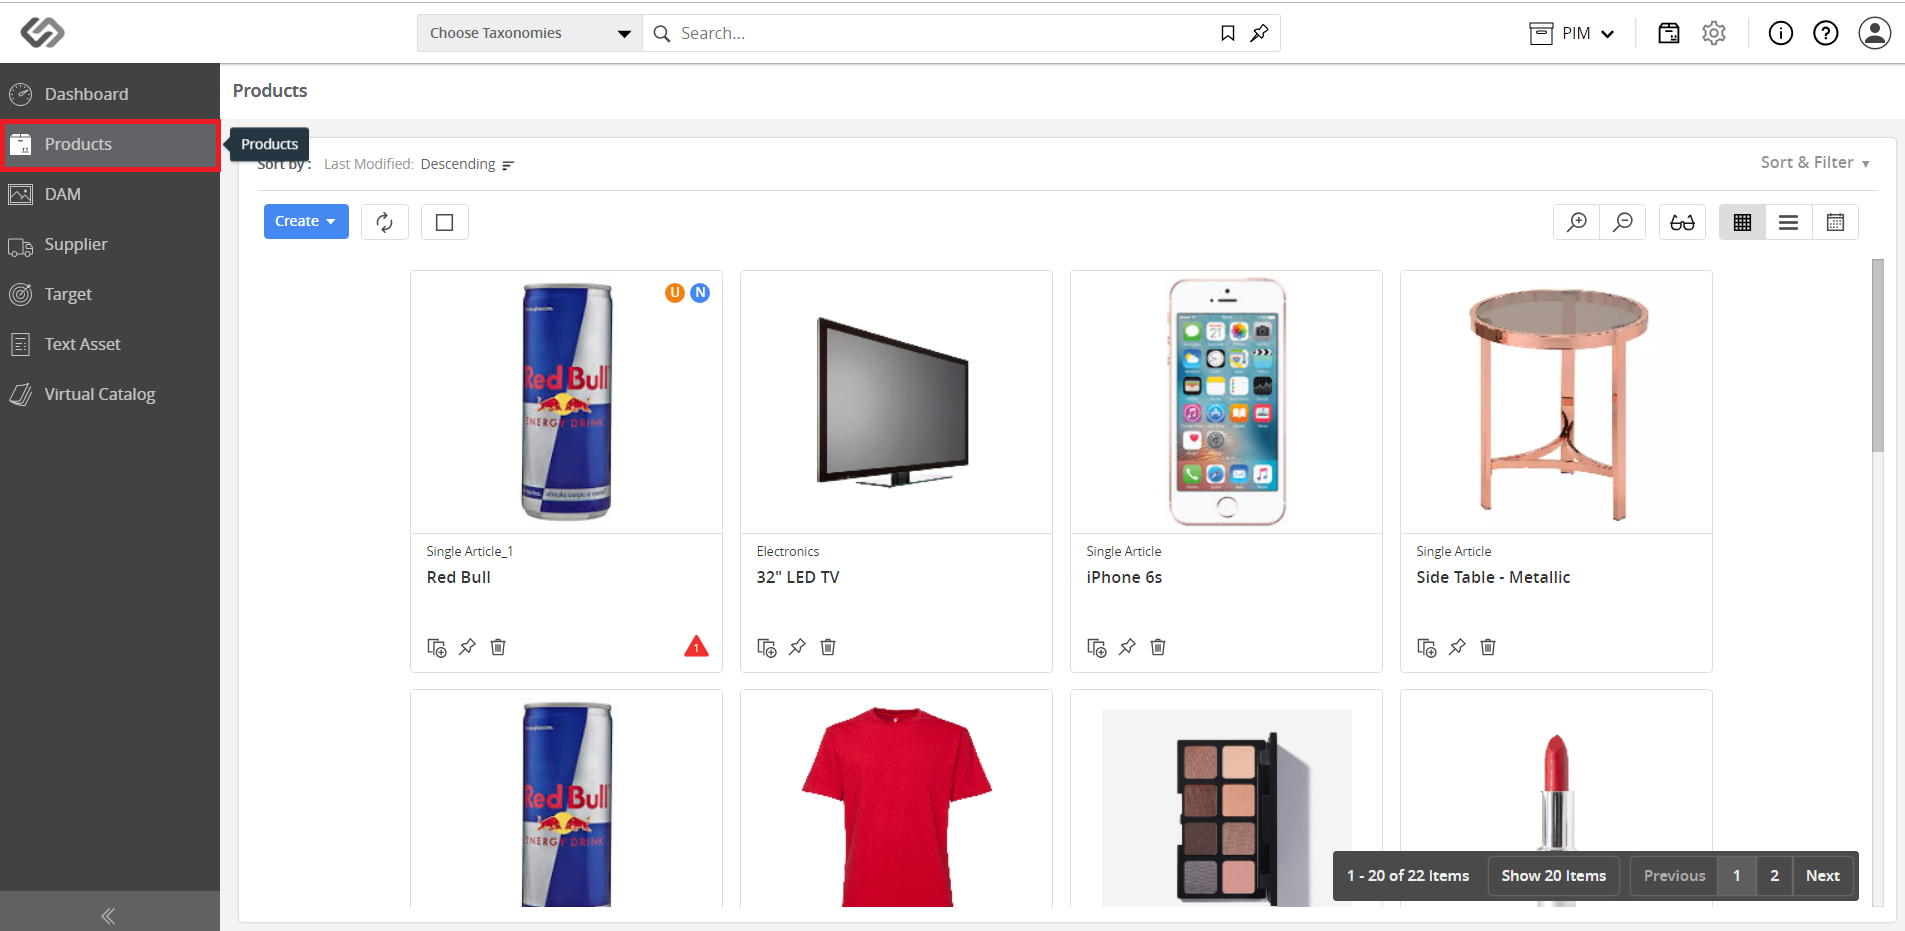 Choose Taxonomies
Search...
PIM
Dashboard
Products
DAM
Supplier
Target
Text Asset
Virtual Catalog
Products
Products
Sort by :
Last Modified: Descending
Sort & Filter
Create
U N
Red Bull
ENERGY DRINK
Single Article_1
Red Bull
1
Electronics
32" LED TV
Single Article
iPhone 6s
Single Article
Side Table - Metallic
Red Bull
ENERGY DRINK
1 - 20 of 22 Items
Show 20 Items
Previous
1
2
Next